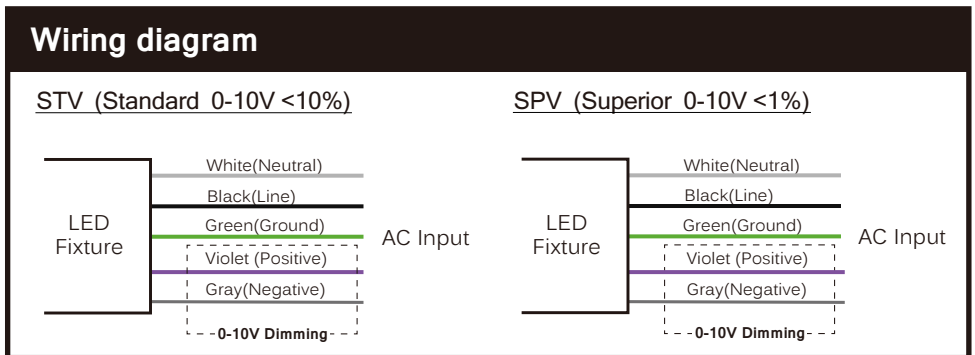 Wiring diagram
STV (Standard 0-10V <10%)
White(Neutral)
Black(Line)
Green(Ground)
Violet (Positive)
Gray(Negative)
LED
Fixture
AC Input
0-10V Dimming
SPV (Superior 0-10V <1%)
White(Neutral)
Black(Line)
Green(Ground)
Violet (Positive)
Gray(Negative)
LED
Fixture
AC Input
0-10V Dimming